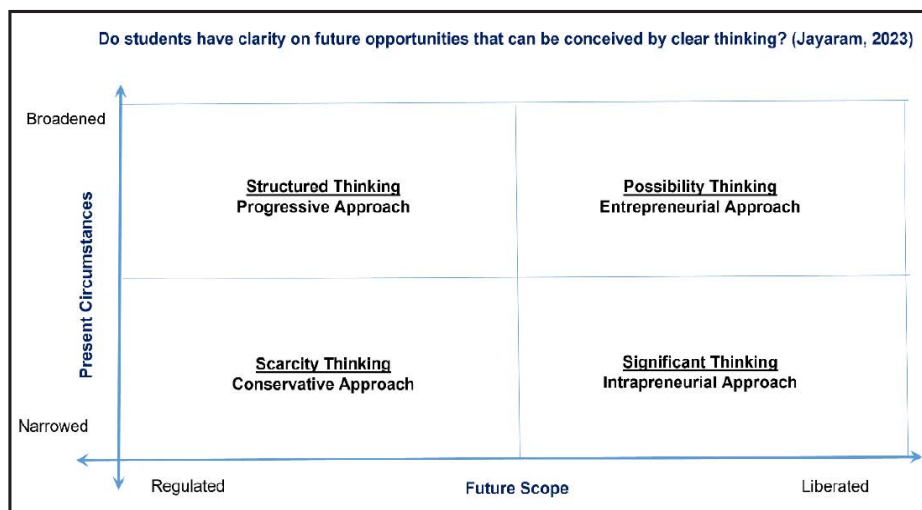 Do students have clarity on future opportunities that can be conceived by clear thinking? (Jayaram, 2023)
Broadened
Structured Thinking
Progressive Approach
Possibility Thinking
Entrepreneurial Approach
Present Circumstances
Scarcity Thinking
Conservative Approach
Significant Thinking
Intrapreneurial Approach
Narrowed
Regulated
Future Scope
Liberated